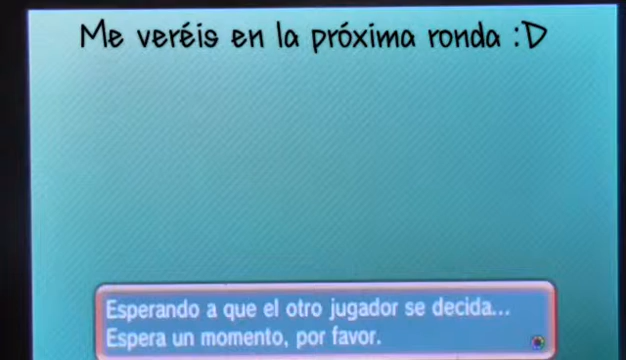 Me veréis en la próxima ronda :D
Esperando a que el otro jugador se decida...
Espera un momento, por favor.